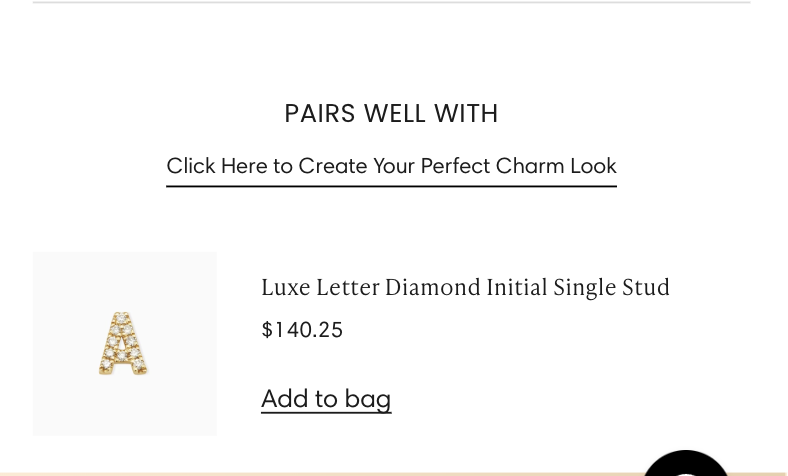 PAIRS WELL WITH
Click Here to Create Your Perfect Charm Look
Luxe Letter Diamond Initial Single Stud
$140.25
Add to bag